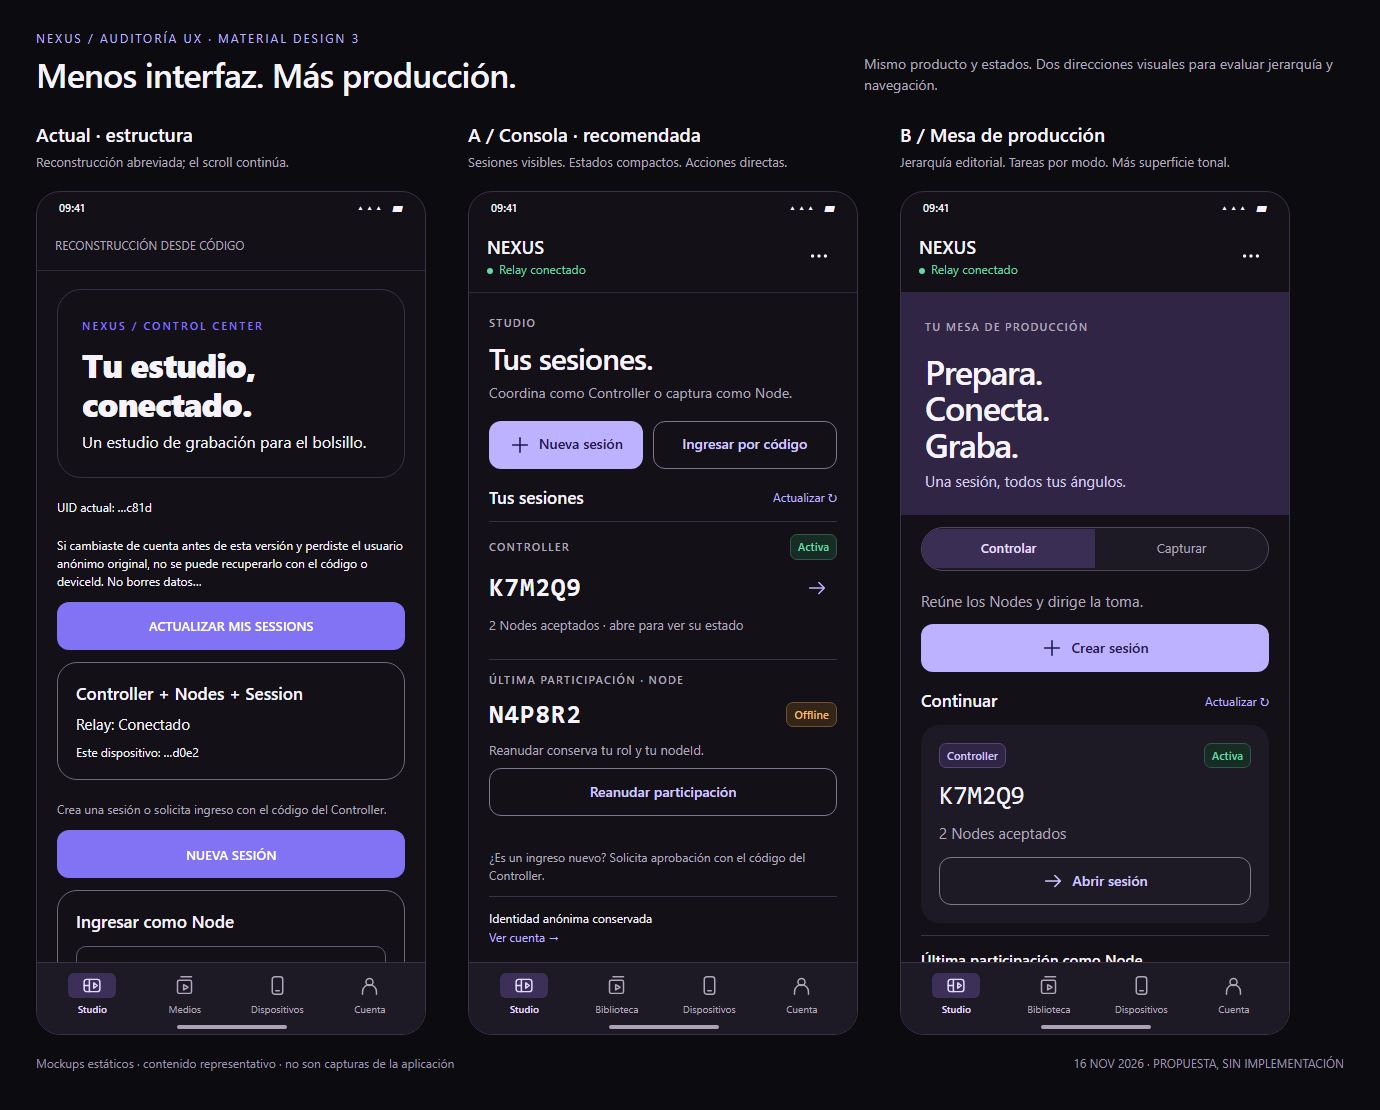 NEXUS / AUDITORÍA UX · MATERIAL DESIGN 3
Menos interfaz. Más producción.
Mismo producto y estados. Dos direcciones visuales para evaluar jerarquía y
navegación.
Actual · estructura
Reconstrucción abreviada; el scroll continúa.
09:41
RECONSTRUCCIÓN DESDE CÓDIGO
NEXUS / CONTROL CENTER
Tu estudio,
conectado.
Un estudio de grabación para el bolsillo.
UID actual: ...c81d
Si cambiaste de cuenta antes de esta versión y perdiste el usuario
anónimo original, no se puede recuperarlo con el código o
deviceId. No borres datos...
ACTUALIZAR MIS SESSIONS
Controller + Nodes + Session
Relay: Conectado
Este dispositivo: ...d0e2
Crea una sesión o solicita ingreso con el código del Controller.
NUEVA SESIÓN
Ingresar como Node
Studio
Medios
Dispositivos
Cuenta
A / Consola · recomendada
Sesiones visibles. Estados compactos. Acciones directas.
09:41
NEXUS
Relay conectado
STUDIO
Tus sesiones.
Coordina como Controller o captura como Node.
Nueva sesión
Ingresar por código
Tus sesiones
Actualizar ↻
CONTROLLER
Activa
K7M2Q9
2 Nodes aceptados · abre para ver su estado
ÚLTIMA PARTICIPACIÓN · NODE
N4P8R2
Offline
Reanudar conserva tu rol y tu nodeId.
Reanudar participación
¿Es un ingreso nuevo? Solicita aprobación con el código del
Controller.
Identidad anónima conservada
Ver cuenta →
Studio
Biblioteca
Dispositivos
Cuenta
B / Mesa de producción
Jerarquía editorial. Tareas por modo. Más superficie tonal.
09:41
NEXUS
Relay conectado
TU MESA DE PRODUCCIÓN
Prepara.
Conecta.
Graba.
Una sesión, todos tus ángulos.
Controlar
Capturar
Reúne los Nodes y dirige la toma.
Crear sesión
Continuar
Actualizar ↻
Controller
Activa
K7M2Q9
2 Nodes aceptados
Abrir sesión
Última participación como Node
Studio
Biblioteca
Dispositivos
Cuenta
Mockups estáticos · contenido representativo · no son capturas de la aplicación
16 NOV 2026 · PROPUESTA, SIN IMPLEMENTACIÓN